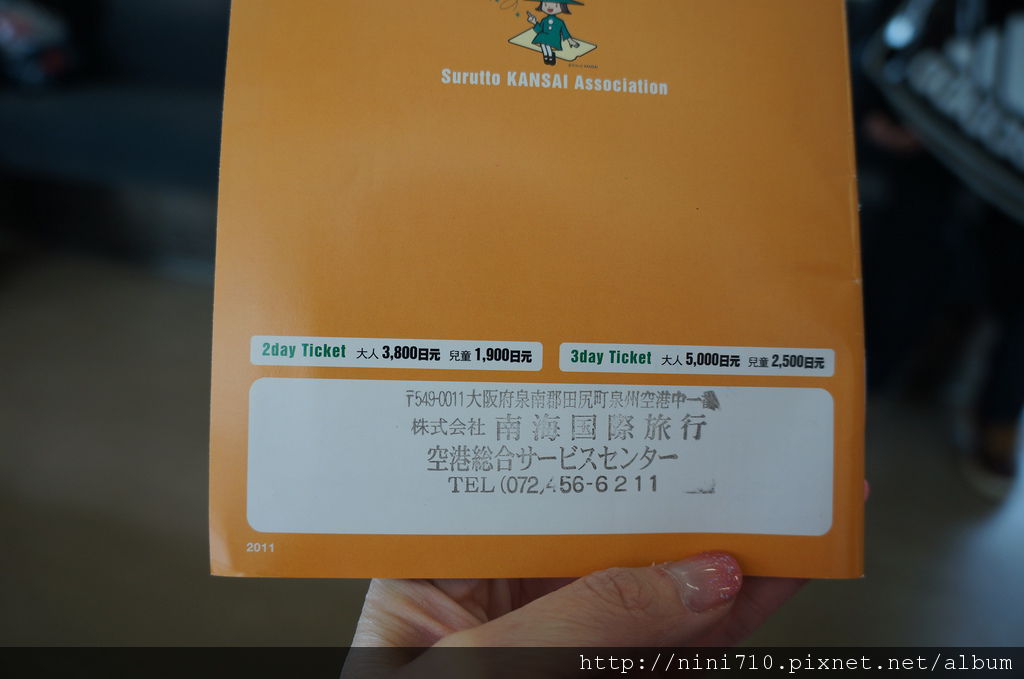 Surutto KANSAI Association
2day Ticket 大人 3,800日元 兒童 1,900日元
3day Ticket 大人 5,000日元 兒童 2,500日元
〒549-0011 大阪府泉南郡田尻町泉州空港中一番
株式会社 南海国際旅行
空港総合サービスセンター
TEL (072)456-6211
2011
http://nini710.pixnet.net/album